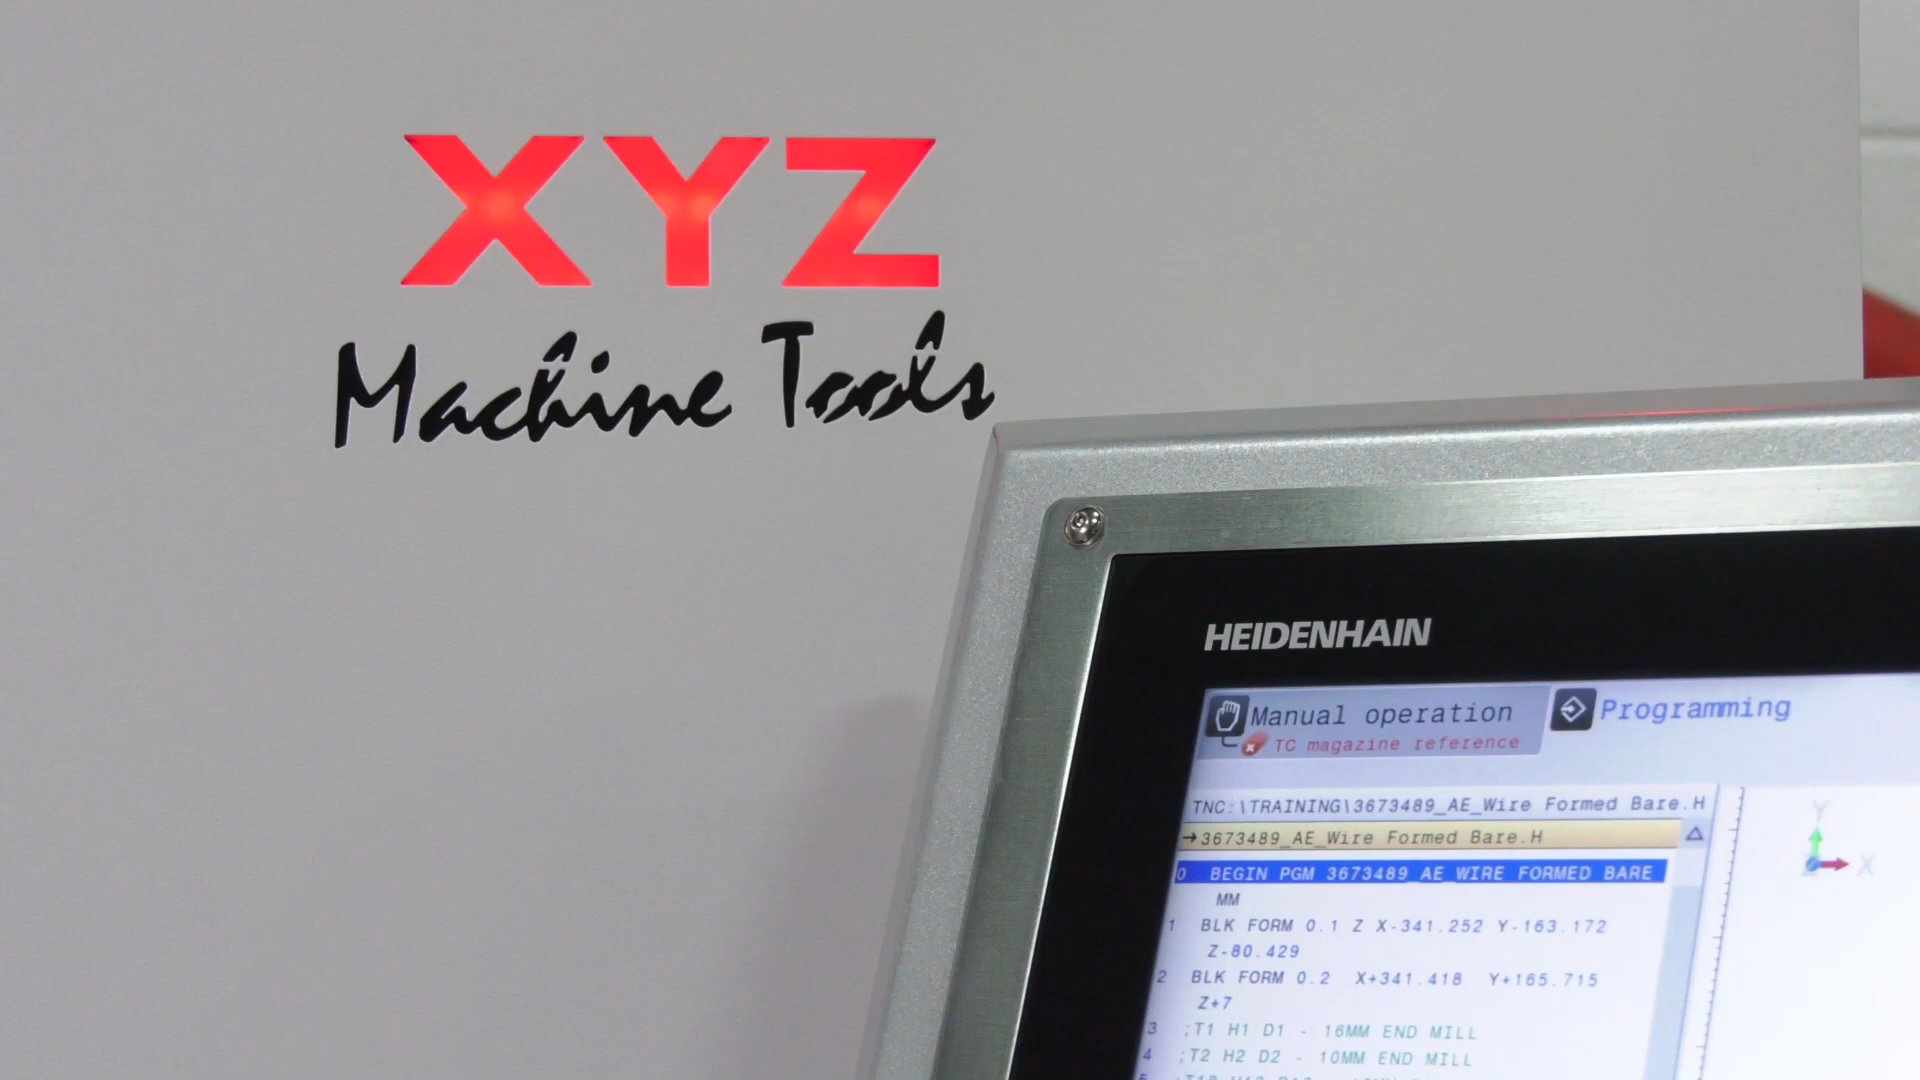 XYZ
Machine Tools
HEIDENHAIN
Manual operation
TC magazine reference
Programming
TNC:\TRAINING\3673489_AE_Wire Formed Bare.H
→3673489_AE_Wire Formed Bare.H
0 BEGIN PGM 3673489_AE_WIRE FORMED BARE
MM
1 BLK FORM 0.1 Z X-341.252 Y-163.172
Z-80.429
2 BLK FORM 0.2 X+341.418 Y+165.715
Z+7
3 ;T1 H1 D1 - 16MM END MILL
4 ;T2 H2 D2 - 10MM END MILL
Y
X